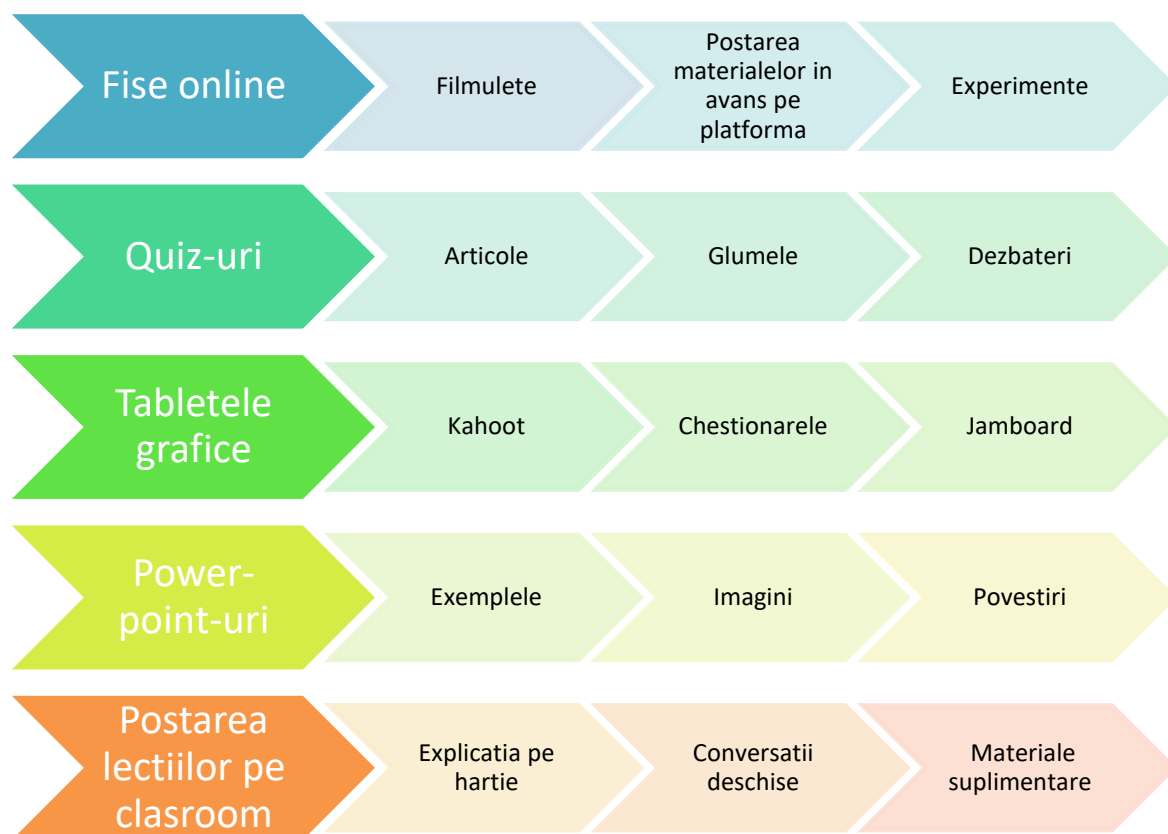 Fise online
Filmulete
Postarea
materialelor in
avans pe
platforma
Experimente
Quiz-uri
Articole
Glumele
Dezbateri
Tabletele
grafice
Kahoot
Chestionarele
Jamboard
Power-
point-uri
Exemplele
Imagini
Povestiri
Postarea
lectiilor pe
clasroom
Explicatia pe
hartie
Conversatii
deschise
Materiale
suplimentare